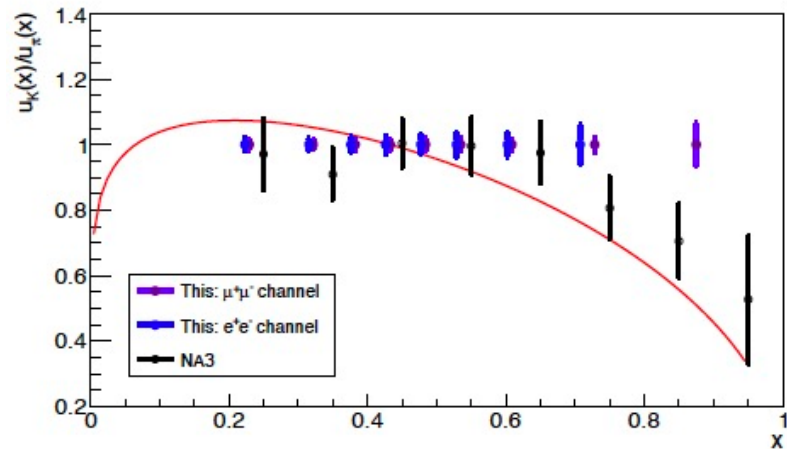 1.4
1.2
1
0.8
0.6
0.4
0.2
u_K(x)/u_π(x)
This: μ⁺μ⁻ channel
This: e⁺e⁻ channel
NA3
0 0.2 0.4 0.6 0.8 1
x